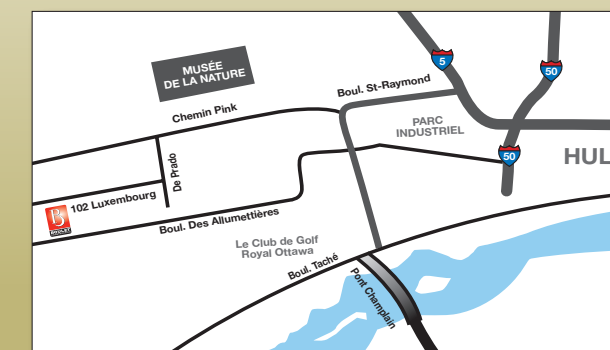 5
50
MUSÉE
DE LA NATURE
Boul. St-Raymond
Chemin Pink
PARC
INDUSTRIEL
50
HUL
De Prado
102 Luxembourg
B
Boul. Des Allumettières
Le Club de Golf
Royal Ottawa
Boul. Taché
Pont Champlain